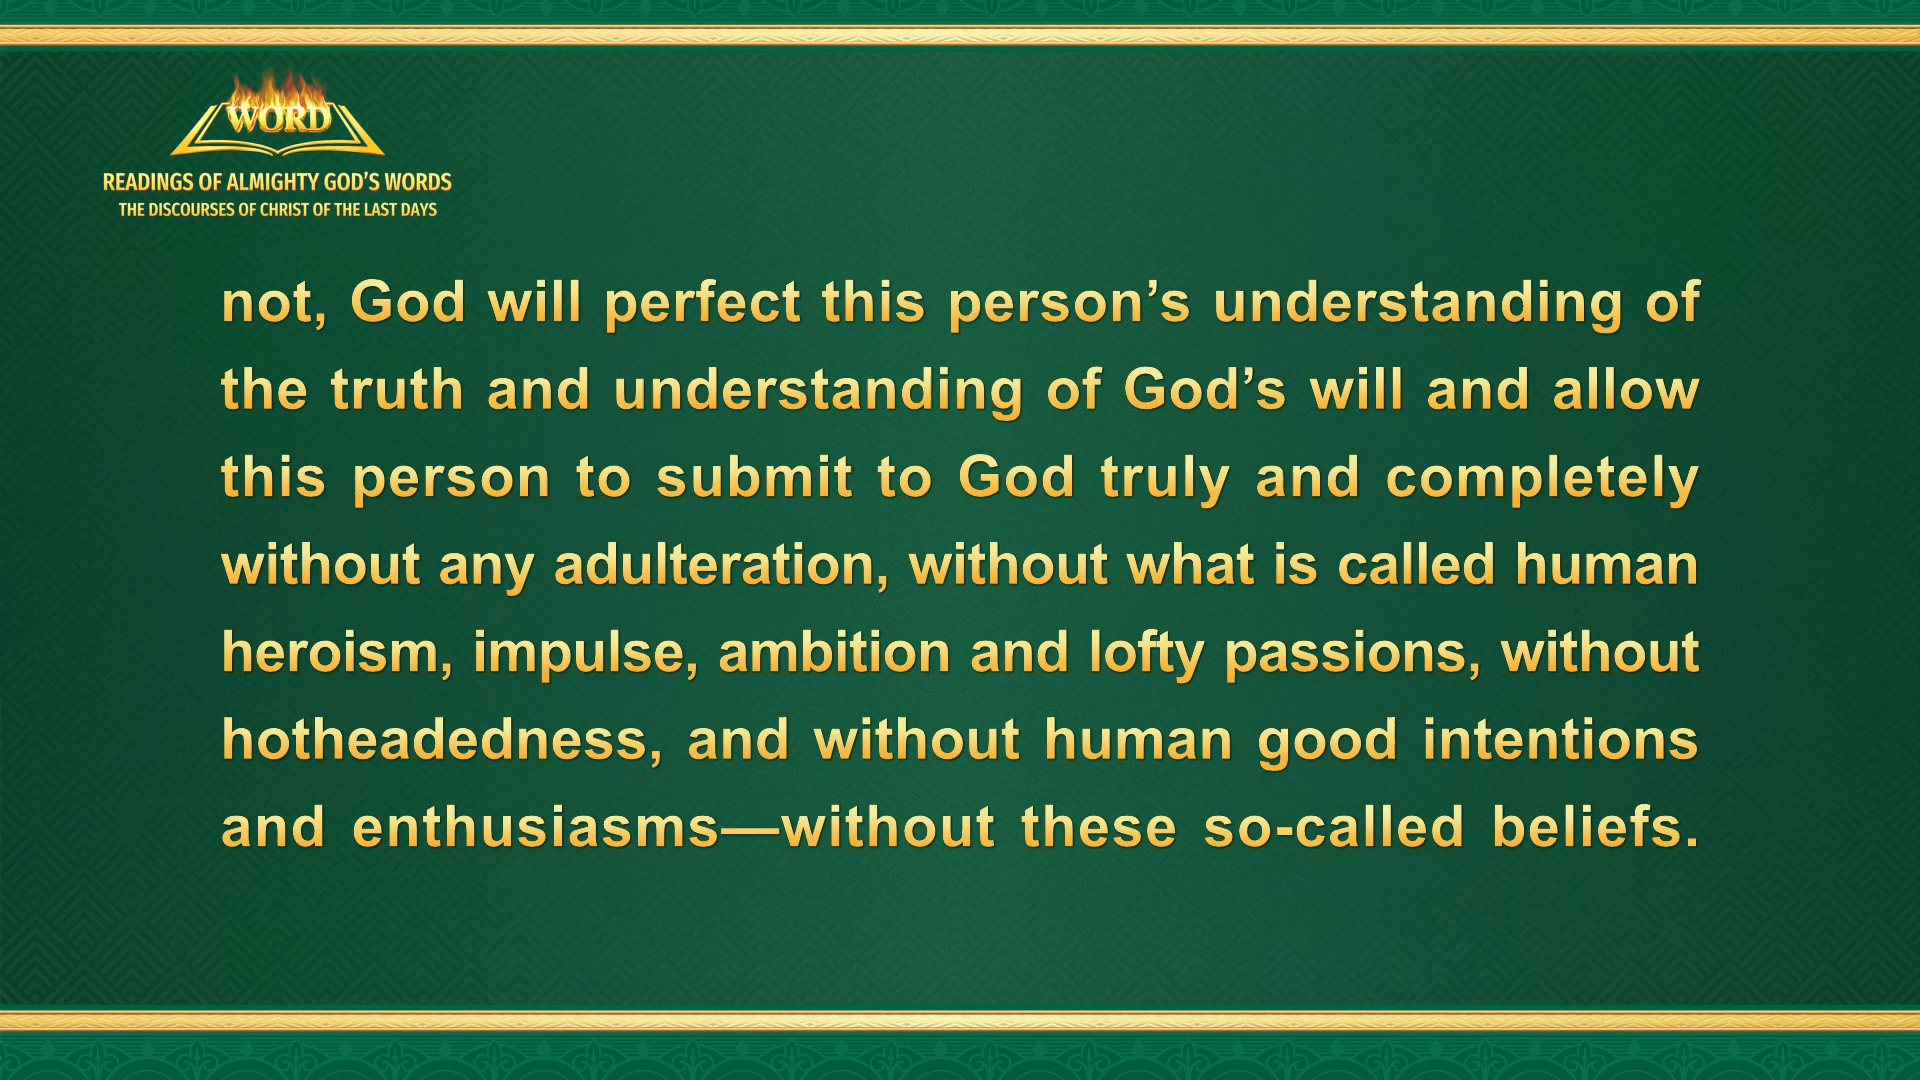 WORD
READINGS OF ALMIGHTY GOD’S WORDS
THE DISCOURSES OF CHRIST OF THE LAST DAYS
not, God will perfect this person’s understanding of
the truth and understanding of God’s will and allow
this person to submit to God truly and completely
without any adulteration, without what is called human
heroism, impulse, ambition and lofty passions, without
hotheadedness, and without human good intentions
and enthusiasms—without these so-called beliefs.